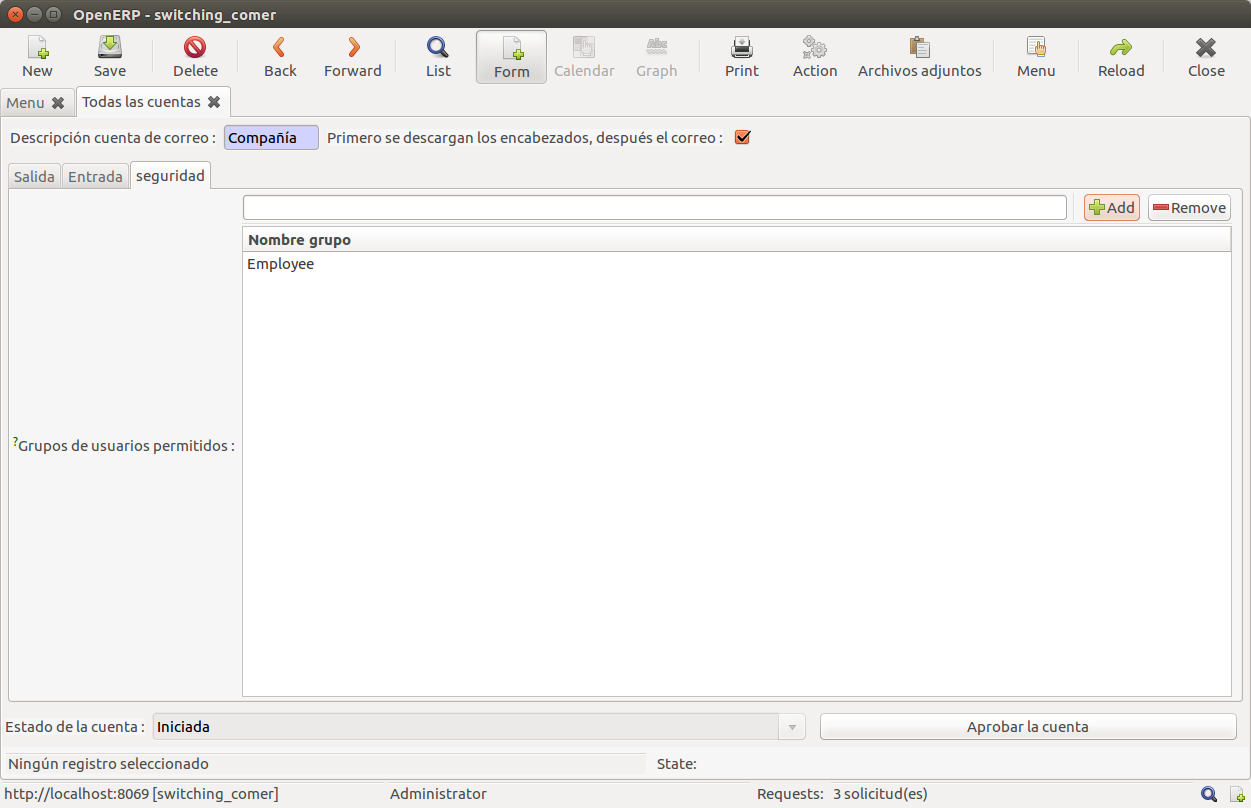 OpenERP - switching_comer
New Save Delete Back Forward List Form Calendar Abc Graph Print Action Archivos adjuntos Menu Reload Close
Menu Todas las cuentas
Descripción cuenta de correo : Compañía Primero se descargan los encabezados, después el correo :
Salida Entrada seguridad
Add Remove
Nombre grupo
Employee
?Grupos de usuarios permitidos :
Estado de la cuenta : Iniciada Aprobar la cuenta
Ningún registro seleccionado State:
http://localhost:8069 [switching_comer] Administrator Requests: 3 solicitud(es)